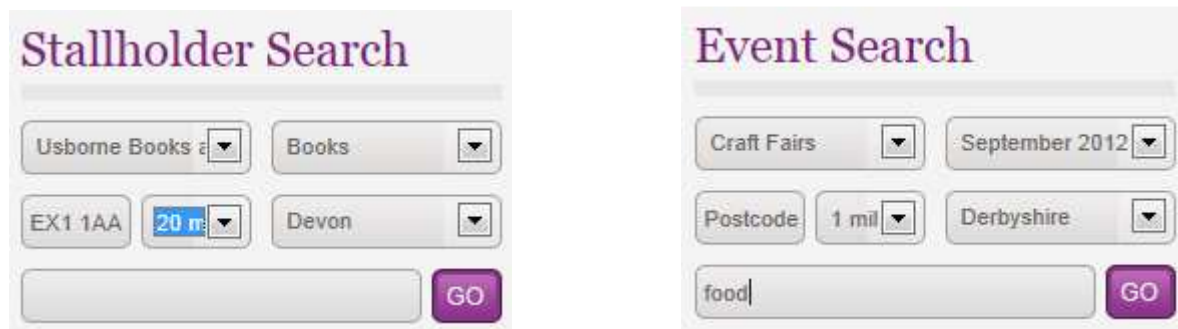 Stallholder Search
Usborne Books a
Books
EX1 1AA
20 m
Devon
GO
Event Search
Craft Fairs
September 2012
Postcode
1 mil
Derbyshire
food
GO